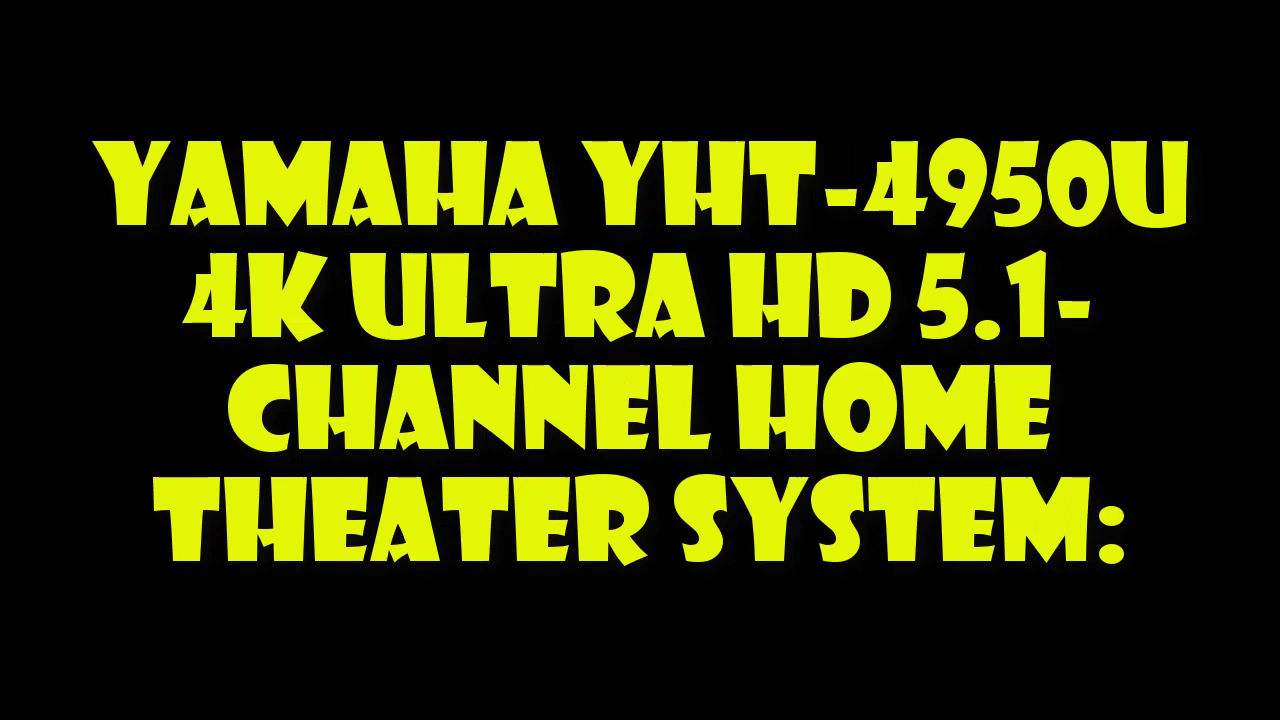 YAMAHA YHT-4950U
4K ULTRA HD 5.1-
CHANNEL HOME
THEATER SYSTEM: